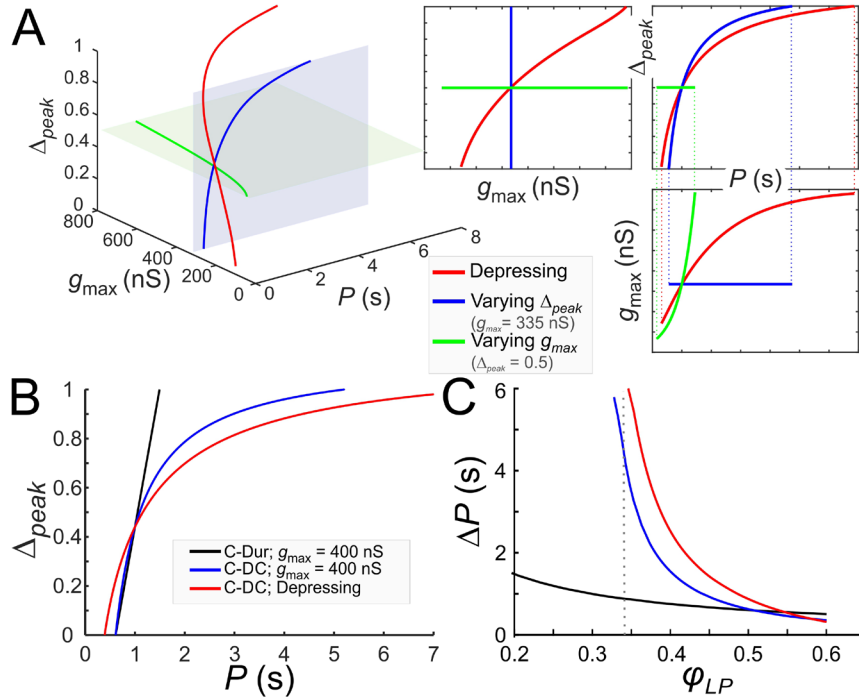 A
Δpeak
1
0.8
0.6
0.4
0.2
0
800
600
400
200
0
gmax (nS)
0
2
4
6
8
P (s)
gmax (nS)
Δpeak
P (s)
gmax (nS)
Depressing
Varying Δpeak
(gmax= 335 nS)
Varying gmax
(Δpeak = 0.5)
B
Δpeak
1
0.8
0.6
0.4
0.2
0
0
1
2
3
4
5
6
7
P (s)
C-Dur; gmax = 400 nS
C-DC; gmax = 400 nS
C-DC; Depressing
C
ΔP (s)
6
4
2
0
0.2
0.3
0.4
0.5
0.6
φLP